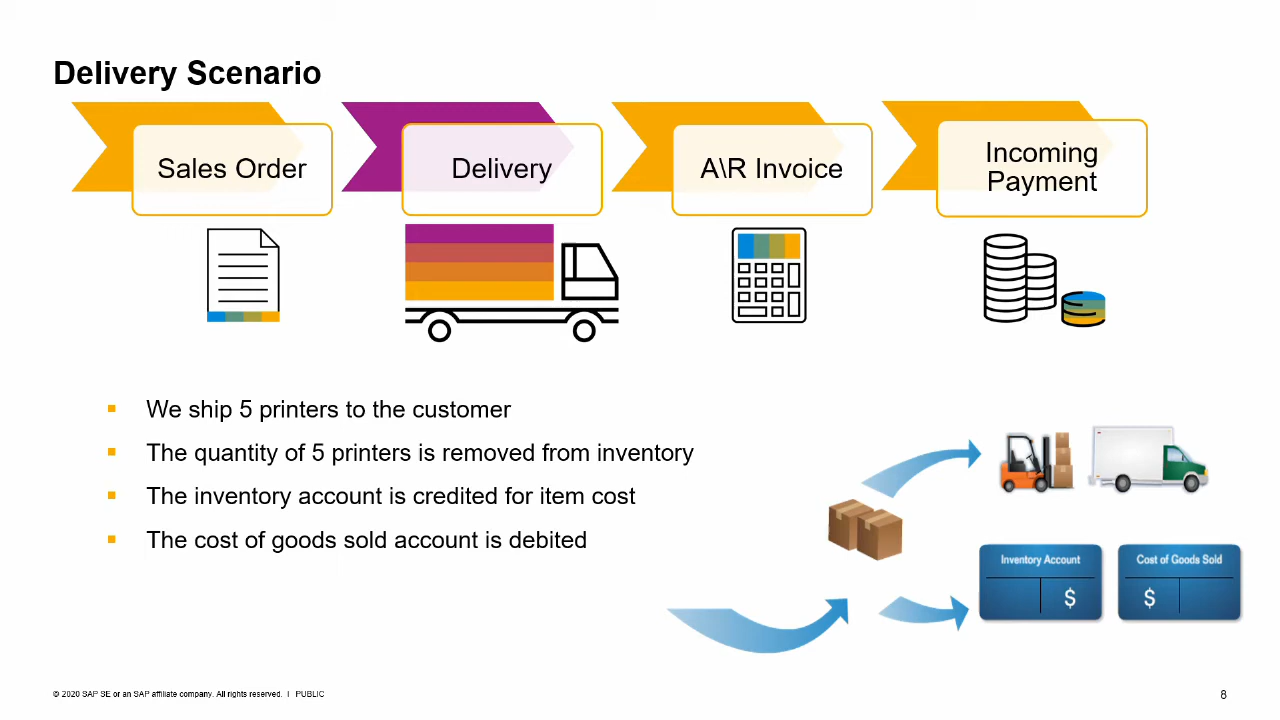 Delivery Scenario
Sales Order
Delivery
A\R Invoice
Incoming
Payment
We ship 5 printers to the customer
The quantity of 5 printers is removed from inventory
The inventory account is credited for item cost
The cost of goods sold account is debited
Inventory Account
$
Cost of Goods Sold
$
© 2020 SAP SE or an SAP affiliate company. All rights reserved. I PUBLIC
8